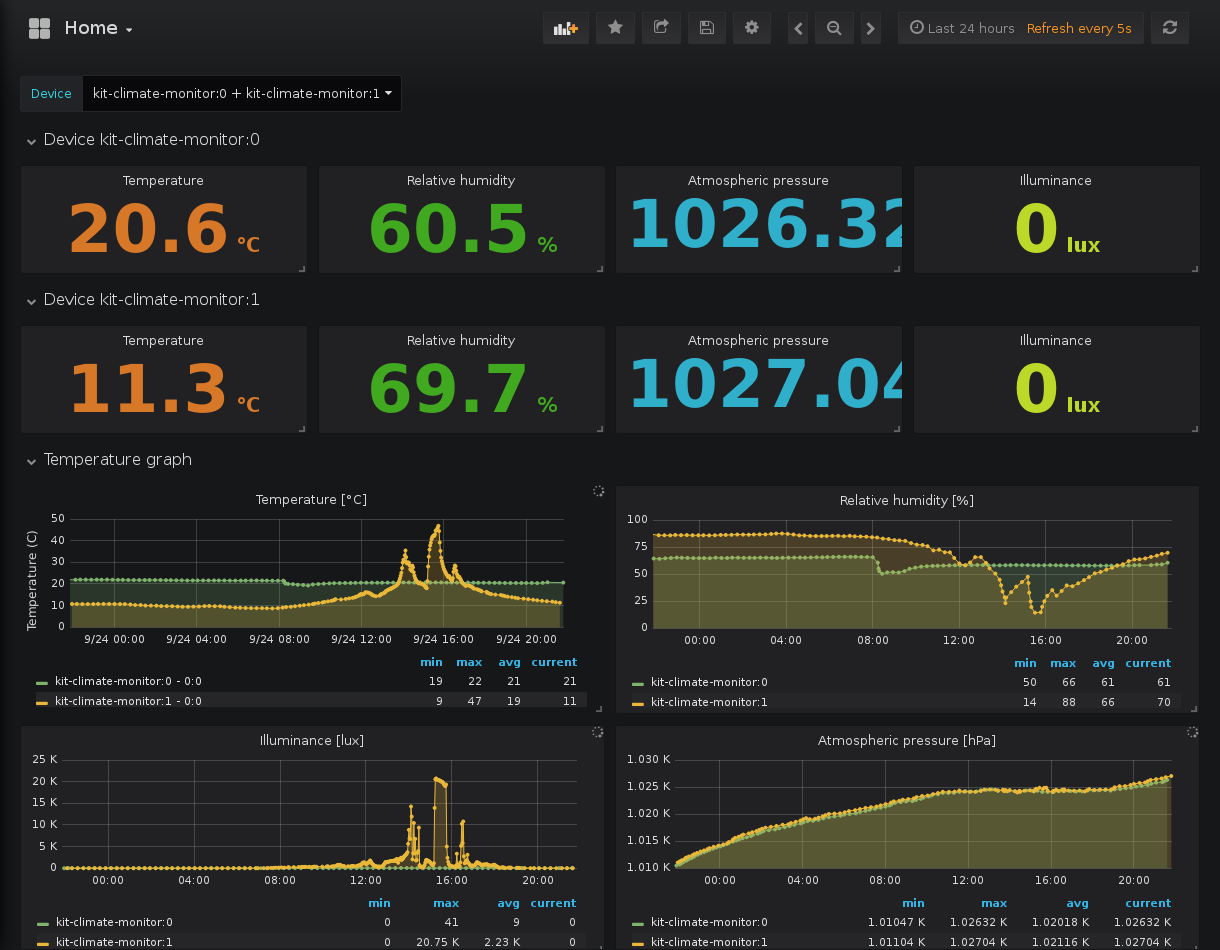 Home
Last 24 hours Refresh every 5s
Device kit-climate-monitor:0 + kit-climate-monitor:1
Device kit-climate-monitor:0
Temperature Relative humidity Atmospheric pressure Illuminance
20.6 °C 60.5 % 1026.32 0 lux
Device kit-climate-monitor:1
Temperature Relative humidity Atmospheric pressure Illuminance
11.3 °C 69.7 % 1027.04 0 lux
Temperature graph
Temperature [°C]
Temperature (C)
50
40
30
20
10
0
9/24 00:00 9/24 04:00 9/24 08:00 9/24 12:00 9/24 16:00 9/24 20:00
min max avg current
kit-climate-monitor:0 - 0:0 19 22 21 21
kit-climate-monitor:1 - 0:0 9 47 19 11
Relative humidity [%]
100
75
50
25
0
00:00 04:00 08:00 12:00 16:00 20:00
min max avg current
kit-climate-monitor:0 50 66 61 61
kit-climate-monitor:1 14 88 66 70
Illuminance [lux]
25 K
20 K
15 K
10 K
5 K
0
00:00 04:00 08:00 12:00 16:00 20:00
min max avg current
kit-climate-monitor:0 0 41 9 0
kit-climate-monitor:1 0 20.75 K 2.23 K 0
Atmospheric pressure [hPa]
1.030 K
1.025 K
1.020 K
1.015 K
1.010 K
00:00 04:00 08:00 12:00 16:00 20:00
min max avg current
kit-climate-monitor:0 1.01047 K 1.02632 K 1.02018 K 1.02632 K
kit-climate-monitor:1 1.01104 K 1.02704 K 1.02116 K 1.02704 K